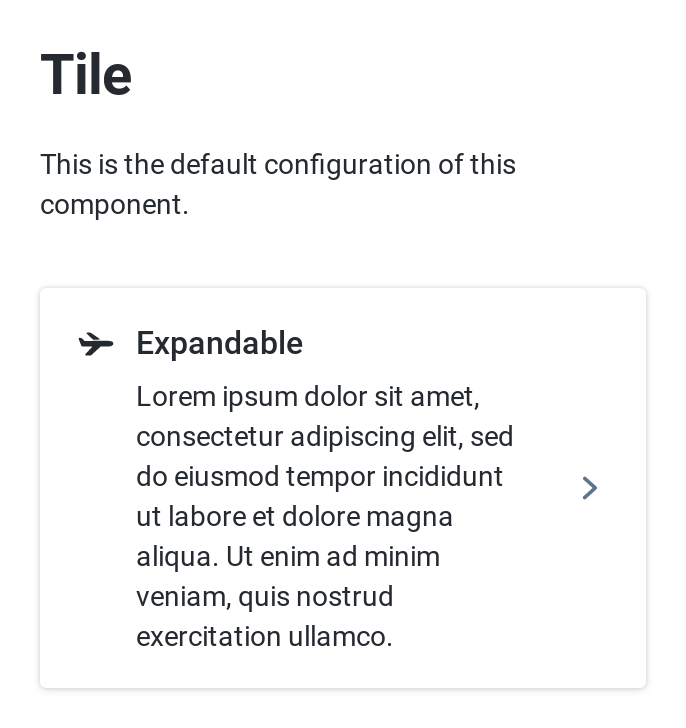 Tile
This is the default configuration of this
component.
Expandable
Lorem ipsum dolor sit amet,
consectetur adipiscing elit, sed
do eiusmod tempor incididunt
ut labore et dolore magna
aliqua. Ut enim ad minim
veniam, quis nostrud
exercitation ullamco.